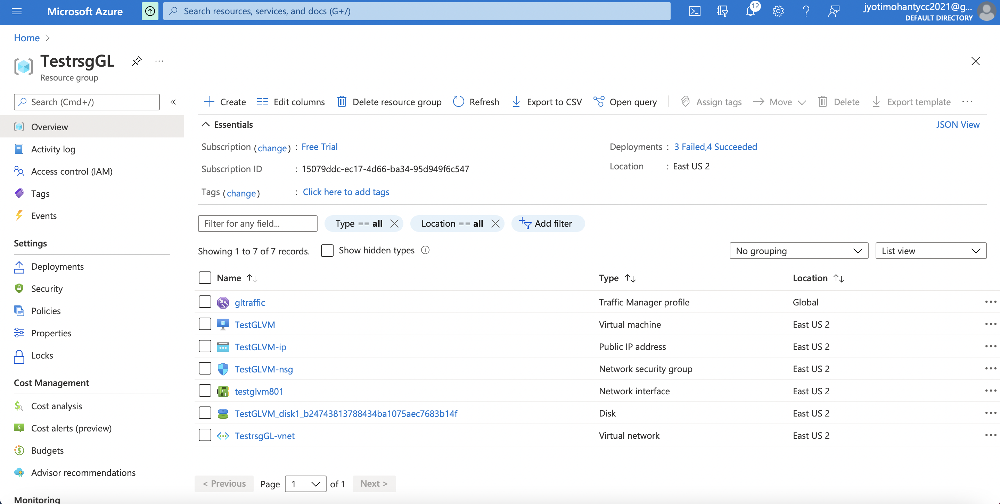 Microsoft Azure
Search resources, services, and docs (G+/)
12
jyotimohantycc2021@g...
DEFAULT DIRECTORY
Home
TestrsgGL
Resource group
Search (Cmd+/)
«
Create
Edit columns
Delete resource group
Refresh
Export to CSV
Open query
Assign tags
Move
Delete
Export template
Overview
Activity log
Access control (IAM)
Tags
Events
Settings
Deployments
Security
Policies
Properties
Locks
Cost Management
Cost analysis
Cost alerts (preview)
Budgets
Advisor recommendations
Monitoring
Essentials
JSON View
Subscription (change) : Free Trial
Deployments : 3 Failed,4 Succeeded
Subscription ID : 15079ddc-ec17-4d66-ba34-95d949f6c547
Location : East US 2
Tags (change) : Click here to add tags
Filter for any field...
Type == all
Location == all
Add filter
Showing 1 to 7 of 7 records.
Show hidden types
No grouping
List view
Name Type Location
gltraffic Traffic Manager profile Global
TestGLVM Virtual machine East US 2
TestGLVM-ip Public IP address East US 2
TestGLVM-nsg Network security group East US 2
testglvm801 Network interface East US 2
TestGLVM_disk1_b24743813788434ba1075aec7683b14f Disk East US 2
TestrsgGL-vnet Virtual network East US 2
< Previous Page 1 of 1 Next >